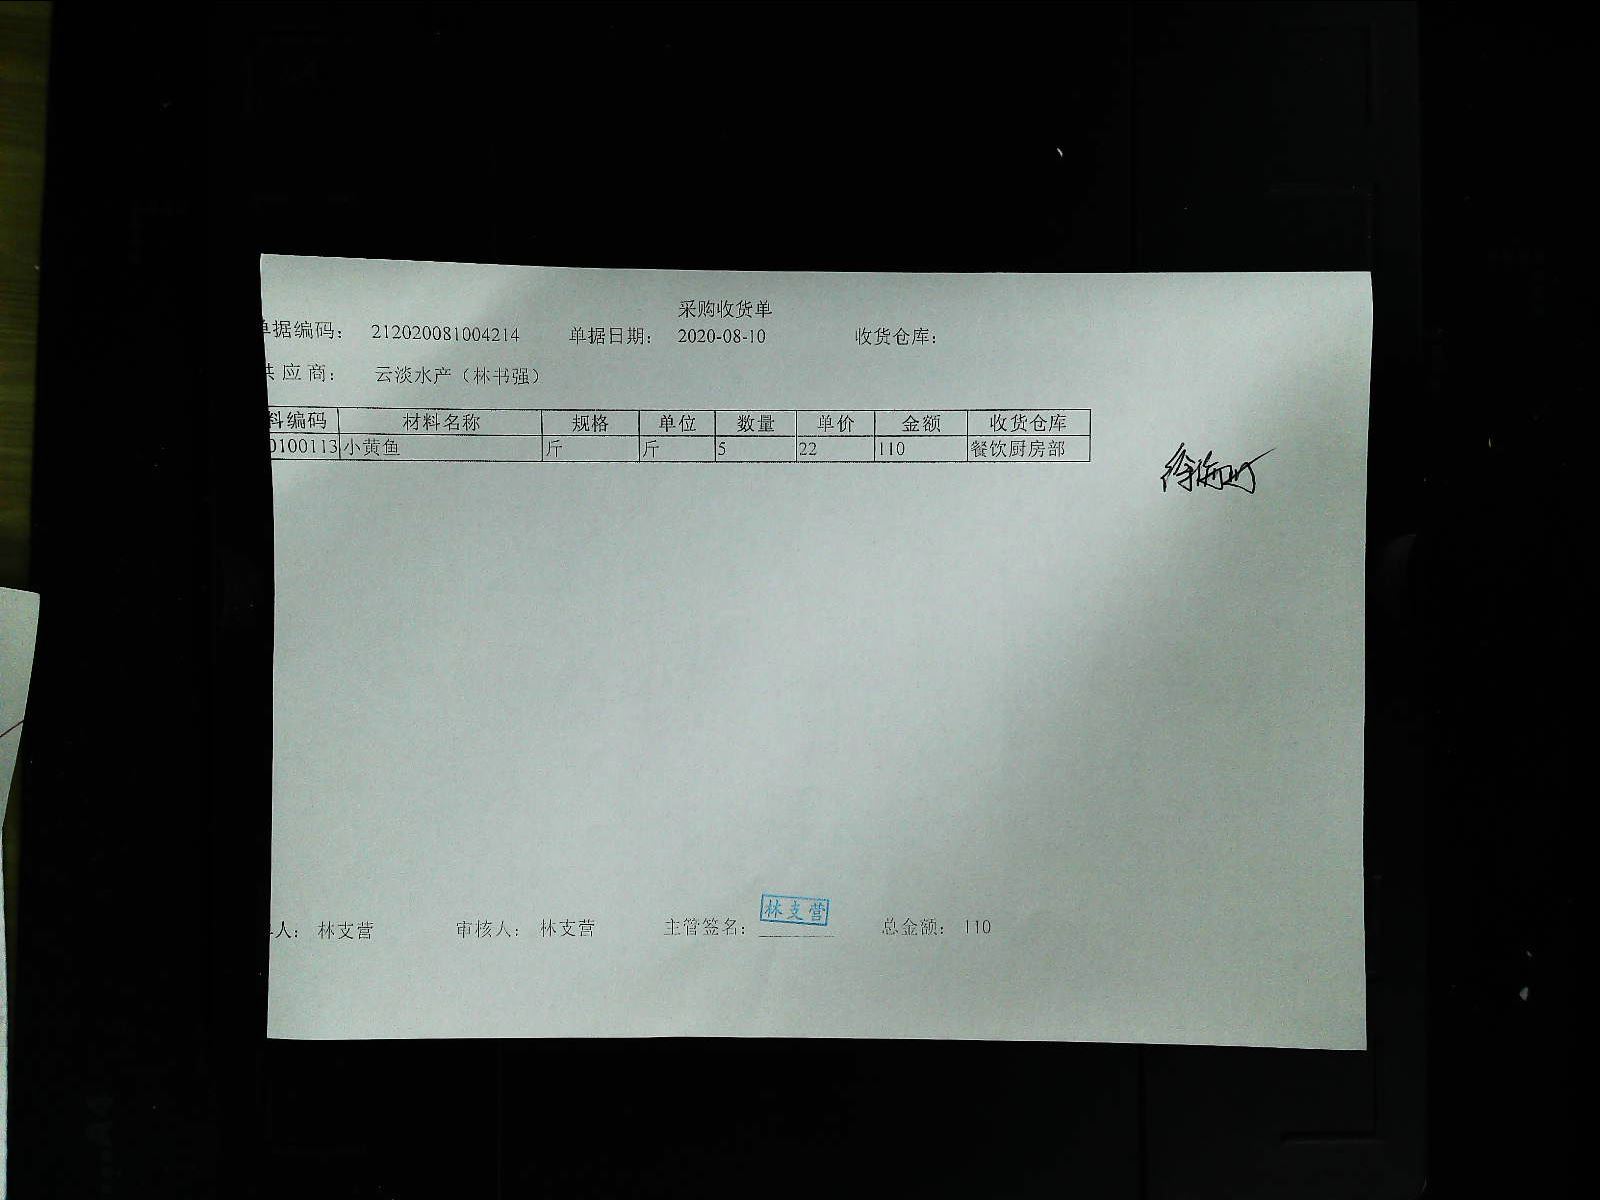 采购收货单
单据编码： 212020081004214 单据日期： 2020-08-10 收货仓库：
供应商： 云淡水产（林书强）
料编码 材料名称 规格 单位 数量 单价 金额 收货仓库
0100113 小黄鱼 斤 斤 5 22 110 餐饮厨房部
人： 林支营 审核人： 林支营 主管签名： 林支营 总金额： 110